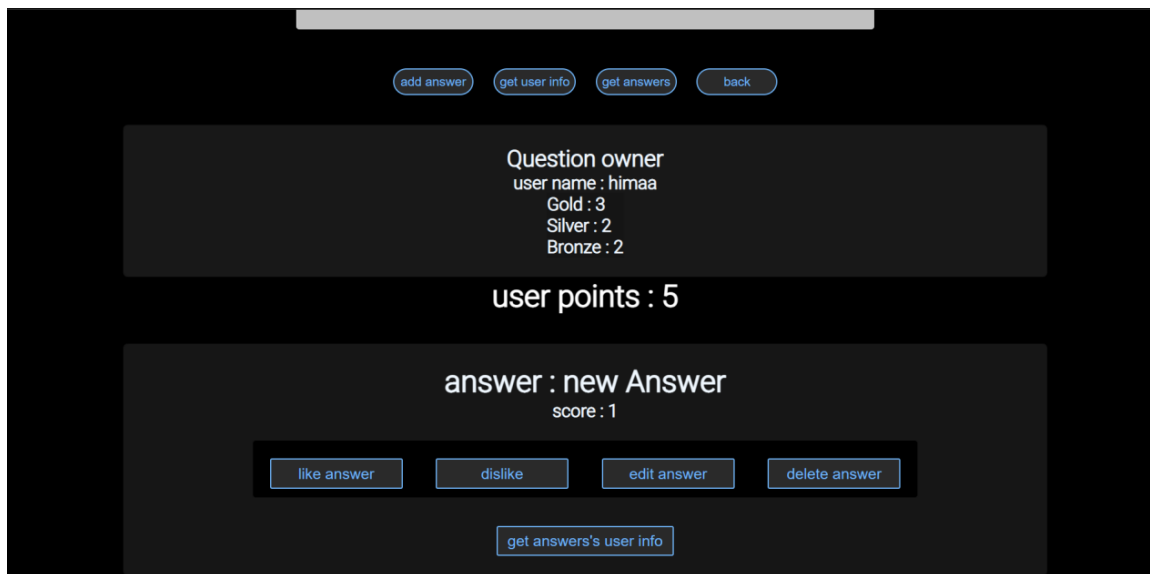 add answer get user info get answers back
Question owner
user name : himaa
Gold : 3
Silver : 2
Bronze : 2
user points : 5
answer : new Answer
score : 1
like answer dislike edit answer delete answer
get answers's user info